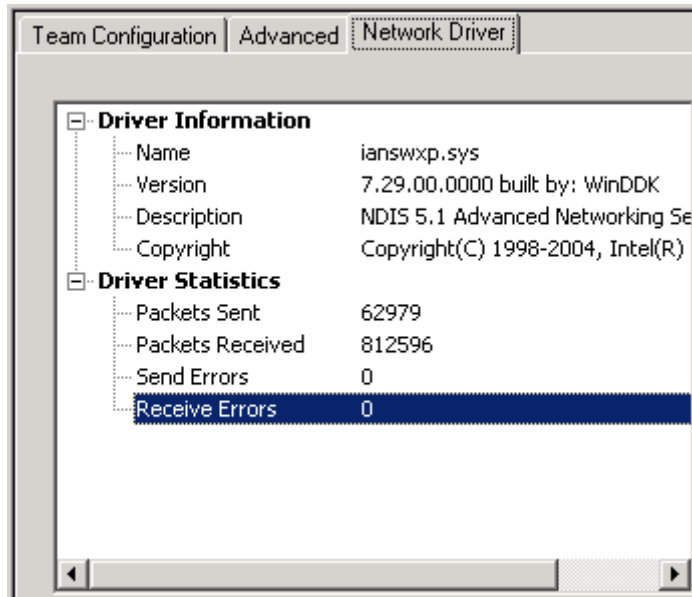 Team Configuration Advanced Network Driver
Driver Information
Name ianswxp.sys
Version 7.29.00.0000 built by: WinDDK
Description NDIS 5.1 Advanced Networking Se
Copyright Copyright(C) 1998-2004, Intel(R)
Driver Statistics
Packets Sent 62979
Packets Received 812596
Send Errors 0
Receive Errors 0